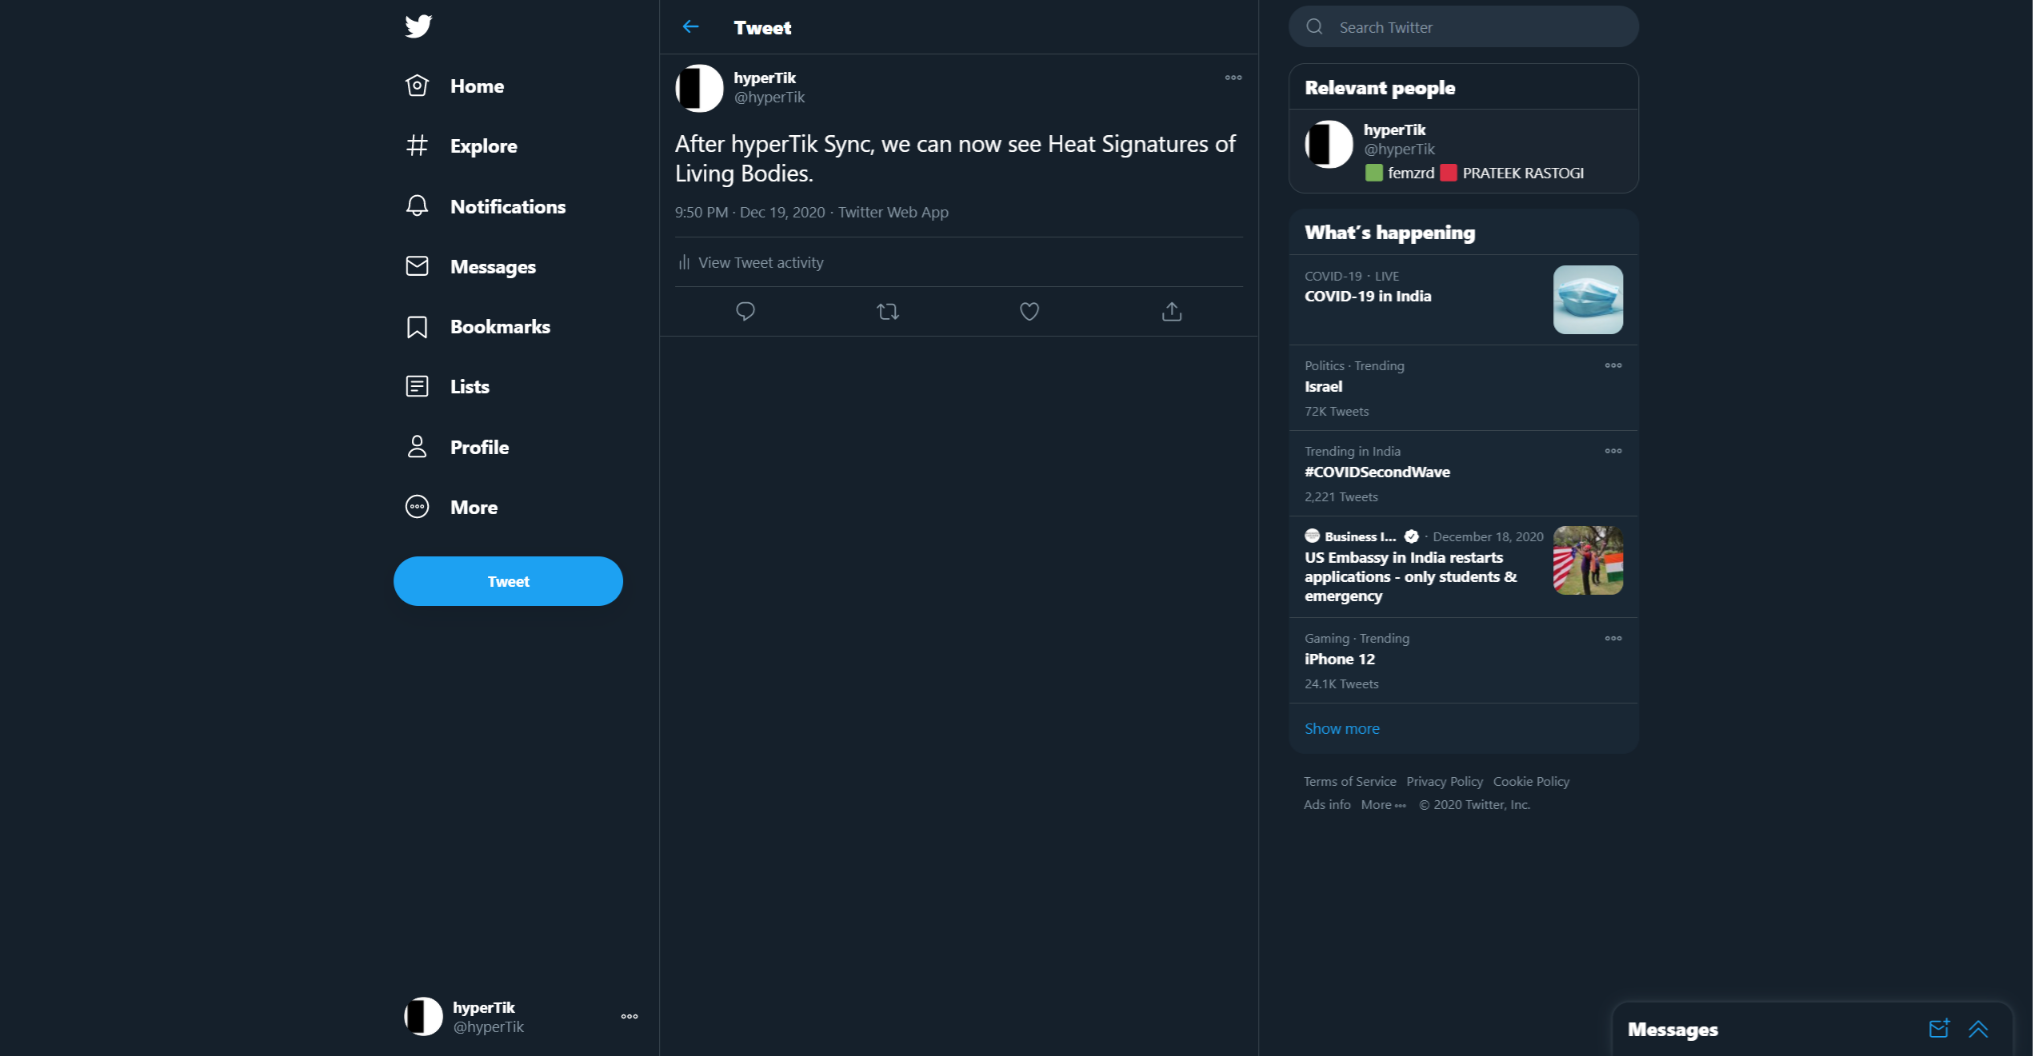 Home
Explore
Notifications
Messages
Bookmarks
Lists
Profile
More
Tweet
hyperTik
@hyperTik
Tweet
hyperTik
@hyperTik
After hyperTik Sync, we can now see Heat Signatures of
Living Bodies.
9:50 PM · Dec 19, 2020 · Twitter Web App
View Tweet activity
Search Twitter
Relevant people
hyperTik
@hyperTik
🟩 femzrd 🟥 PRATEEK RASTOGI
What's happening
COVID-19 · LIVE
COVID-19 in India
Politics · Trending
Israel
72K Tweets
Trending in India
#COVIDSecondWave
2,221 Tweets
Business I... · December 18, 2020
US Embassy in India restarts
applications - only students &
emergency
Gaming · Trending
iPhone 12
24.1K Tweets
Show more
Terms of Service Privacy Policy Cookie Policy
Ads info More ••• © 2020 Twitter, Inc.
Messages